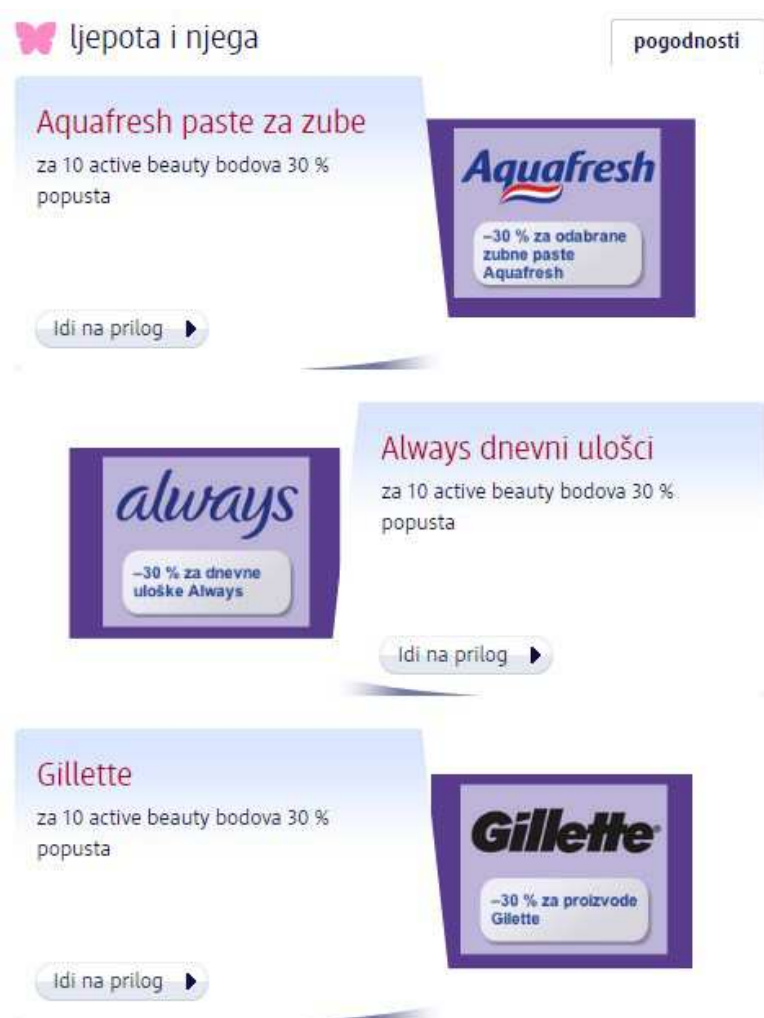 ljepota i njega
pogodnosti
Aquafresh paste za zube
za 10 active beauty bodova 30 %
popusta
Idi na prilog
Aquafresh
–30 % za odabrane
zubne paste
Aquafresh
always
–30 % za dnevne
uloške Always
Always dnevni ulošci
za 10 active beauty bodova 30 %
popusta
Idi na prilog
Gillette
za 10 active beauty bodova 30 %
popusta
Idi na prilog
Gillette
–30 % za proizvode
Gilette